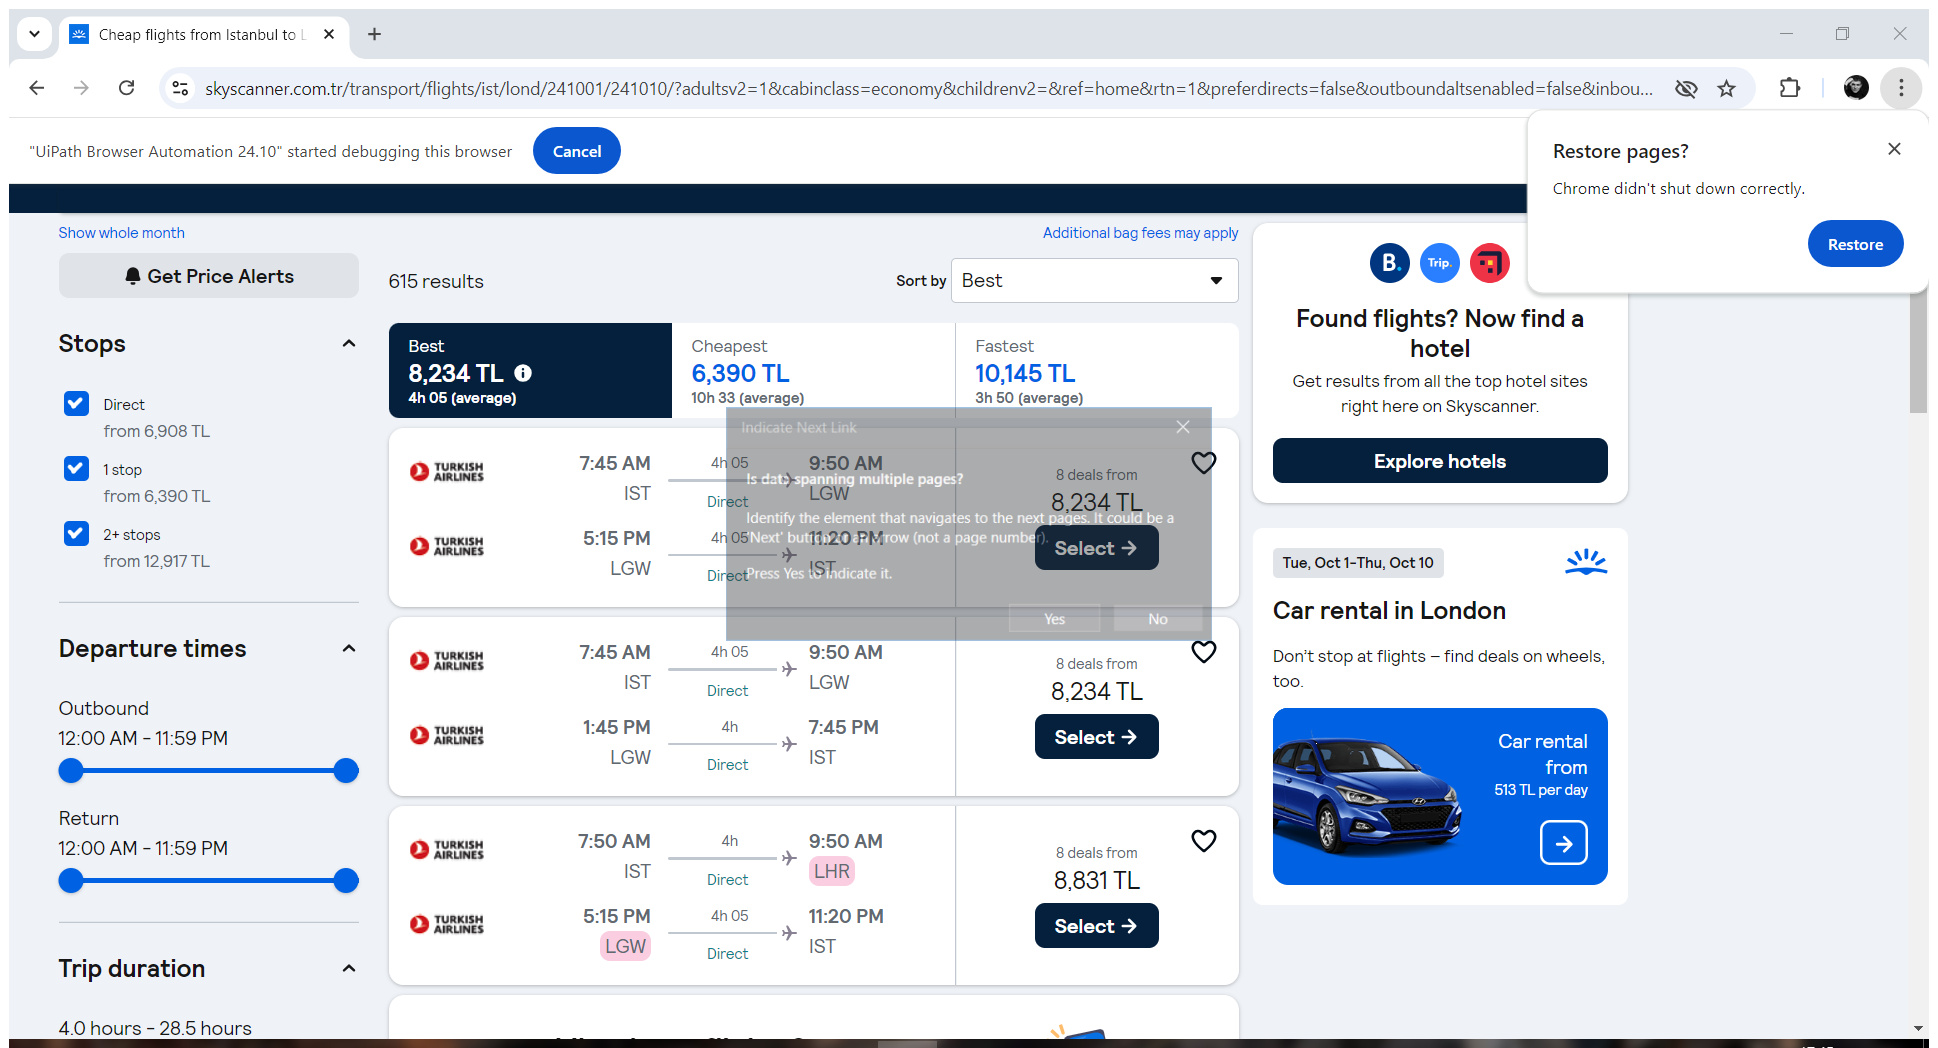 Cheap flights from Istanbul to L
skyscanner.com.tr/transport/flights/ist/lond/241001/241010/?adultsv2=1&cabinclass=economy&childrenv2=&ref=home&rtn=1&preferdirects=false&outboundaltsenabled=false&inbou...
"UiPath Browser Automation 24.10" started debugging this browser
Cancel
Restore pages?
Chrome didn't shut down correctly.
Restore
Show whole month
Additional bag fees may apply
Get Price Alerts
615 results
Sort by
Best
Stops
Direct
from 6,908 TL
1 stop
from 6,390 TL
2+ stops
from 12,917 TL
Departure times
Outbound
12:00 AM - 11:59 PM
Return
12:00 AM - 11:59 PM
Trip duration
4.0 hours - 28.5 hours
Best
8,234 TL
4h 05 (average)
Cheapest
6,390 TL
10h 33 (average)
Fastest
10,145 TL
3h 50 (average)
Indicate Next Link
Is data spanning multiple pages?
Identify the element that navigates to the next pages. It could be a
'Next' button or an arrow (not a page number).
Press Yes to indicate it.
Yes
No
TURKISH
AIRLINES
7:45 AM
IST
4h 05
Direct
9:50 AM
LGW
TURKISH
AIRLINES
5:15 PM
LGW
4h 05
Direct
11:20 PM
IST
8 deals from
8,234 TL
Select
TURKISH
AIRLINES
7:45 AM
IST
4h 05
Direct
9:50 AM
LGW
TURKISH
AIRLINES
1:45 PM
LGW
4h
Direct
7:45 PM
IST
8 deals from
8,234 TL
Select
TURKISH
AIRLINES
7:50 AM
IST
4h
Direct
9:50 AM
LHR
TURKISH
AIRLINES
5:15 PM
LGW
4h 05
Direct
11:20 PM
IST
8 deals from
8,831 TL
Select
B.
Trip.
Found flights? Now find a
hotel
Get results from all the top hotel sites
right here on Skyscanner.
Explore hotels
Tue, Oct 1-Thu, Oct 10
Car rental in London
Don't stop at flights – find deals on wheels,
too.
Car rental
from
513 TL per day